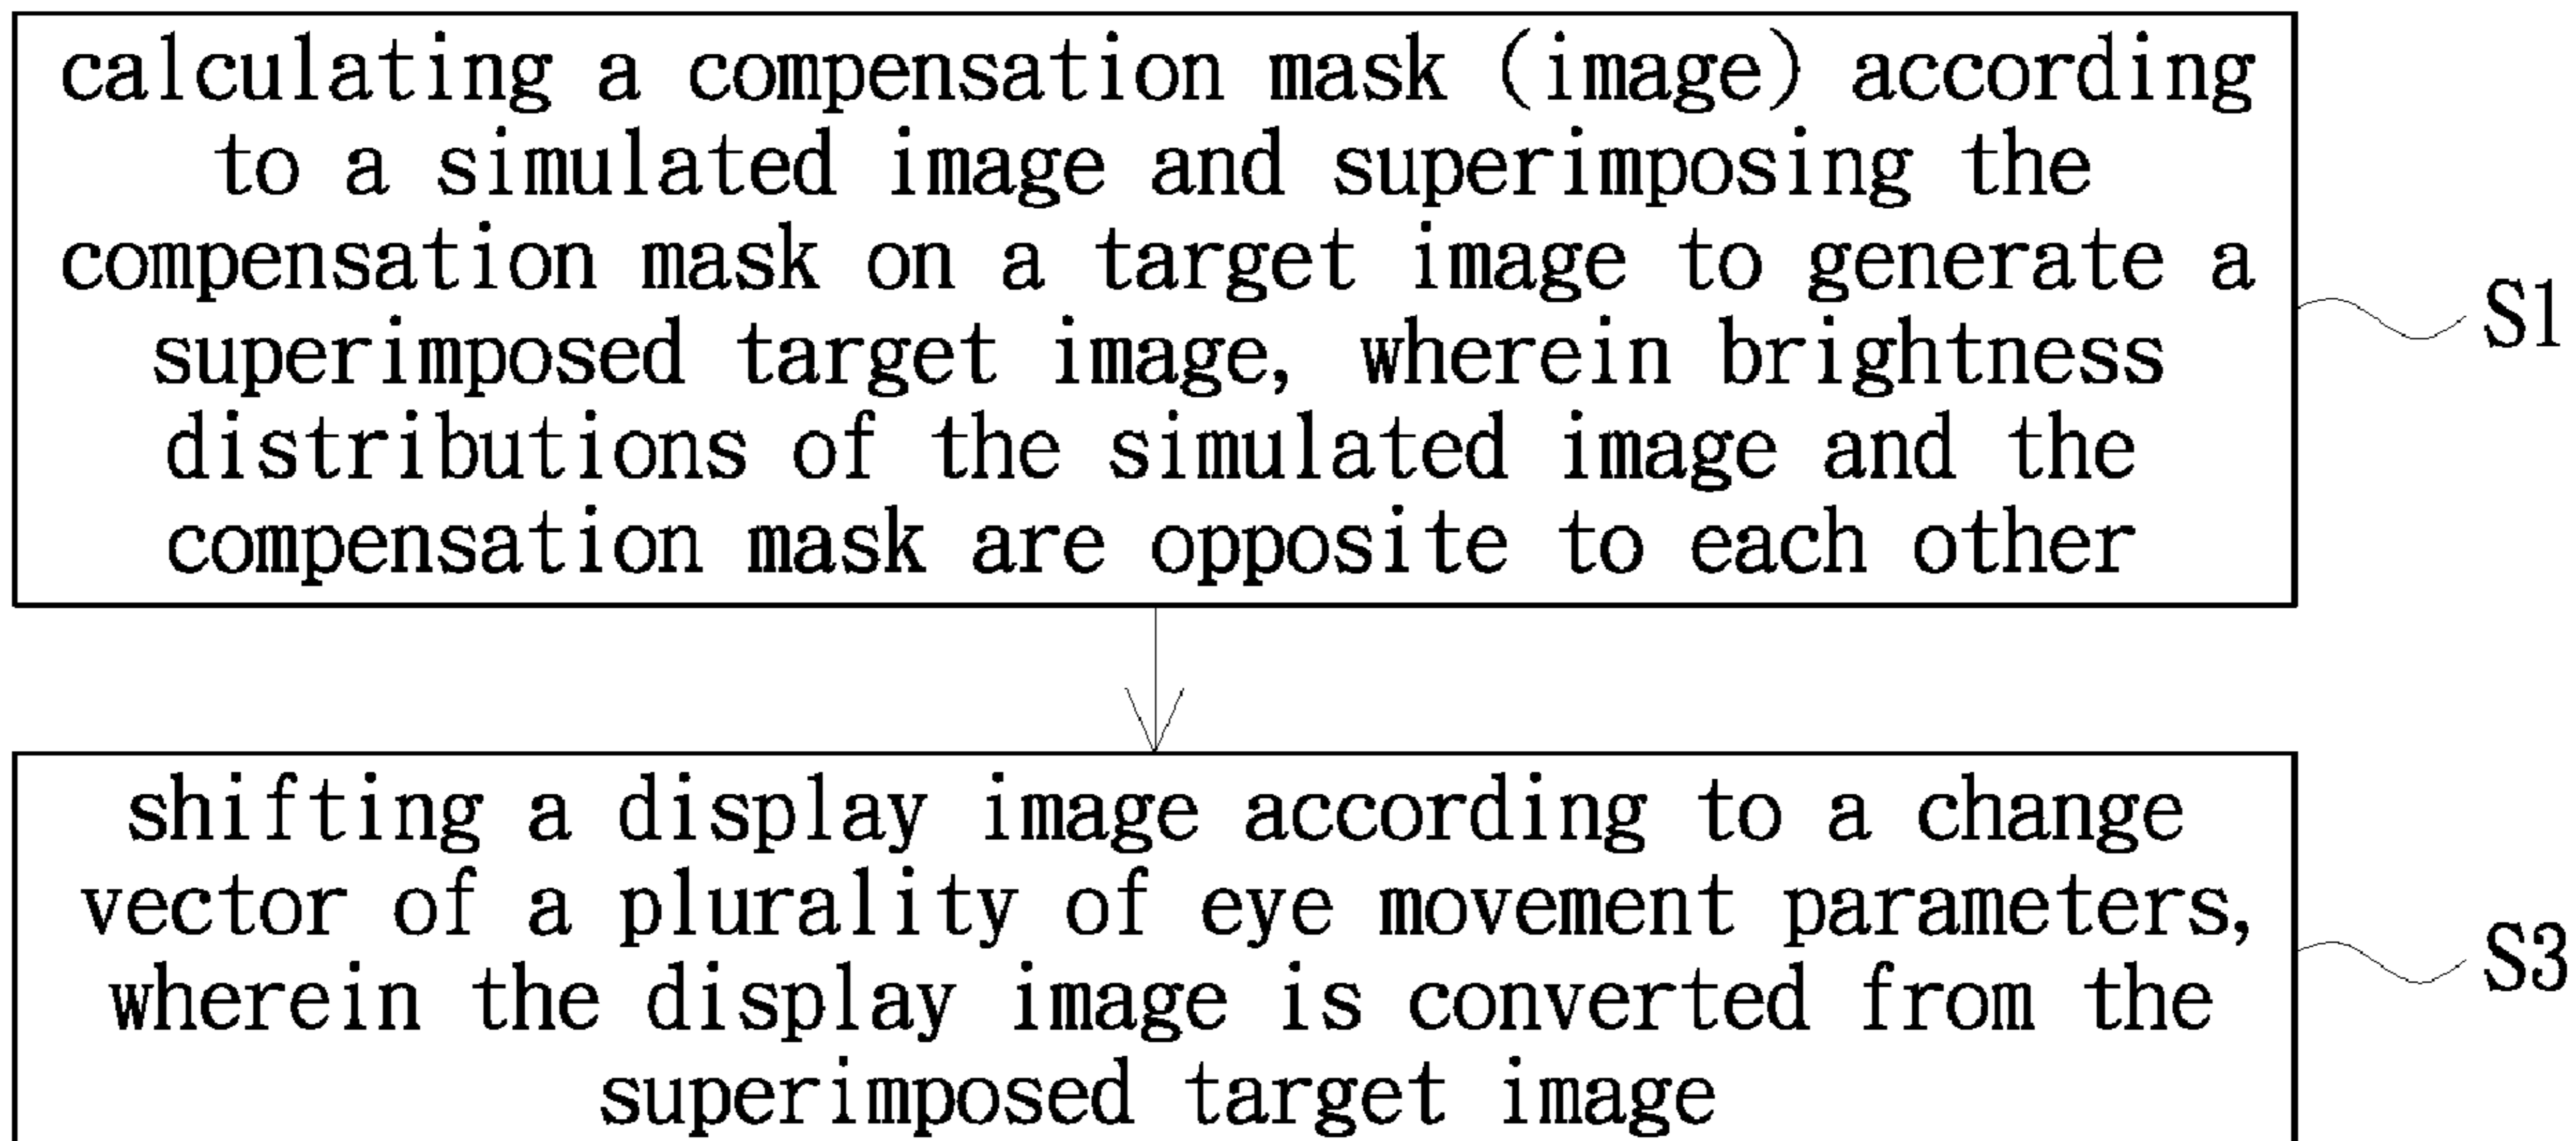 calculating a compensation mask (image) according
to a simulated image and superimposing the
compensation mask on a target image to generate a
superimposed target image, wherein brightness
distributions of the simulated image and the
compensation mask are opposite to each other
S1
shifting a display image according to a change
vector of a plurality of eye movement parameters,
wherein the display image is converted from the
superimposed target image
S3